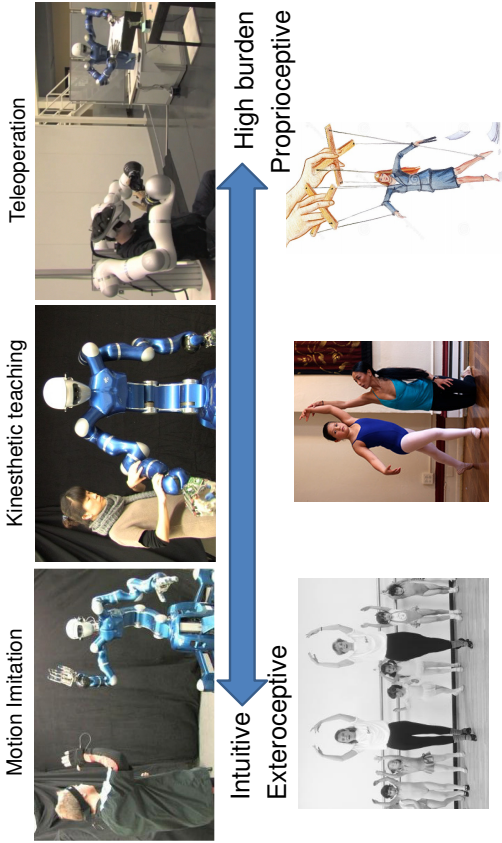 Motion Imitation
Kinesthetic teaching
Teleoperation
Intuitive
High burden
Exteroceptive
Proprioceptive